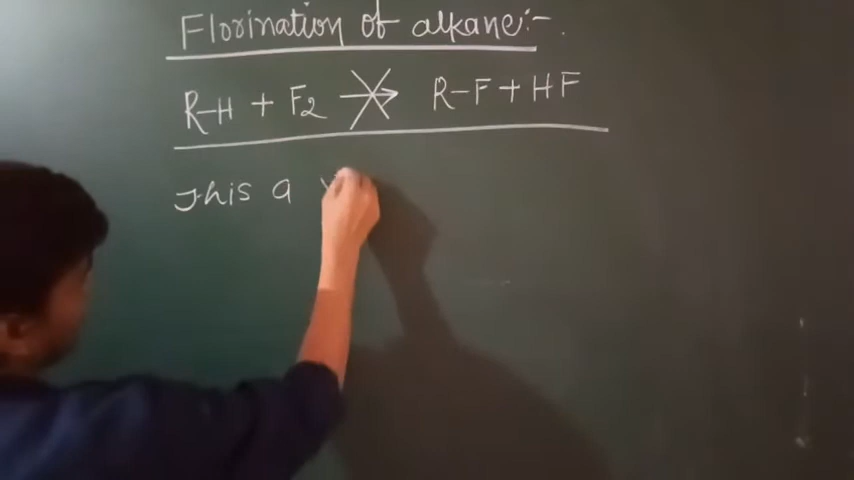 Florination of alkane:-
R-H + F2 → R-F + HF
This a